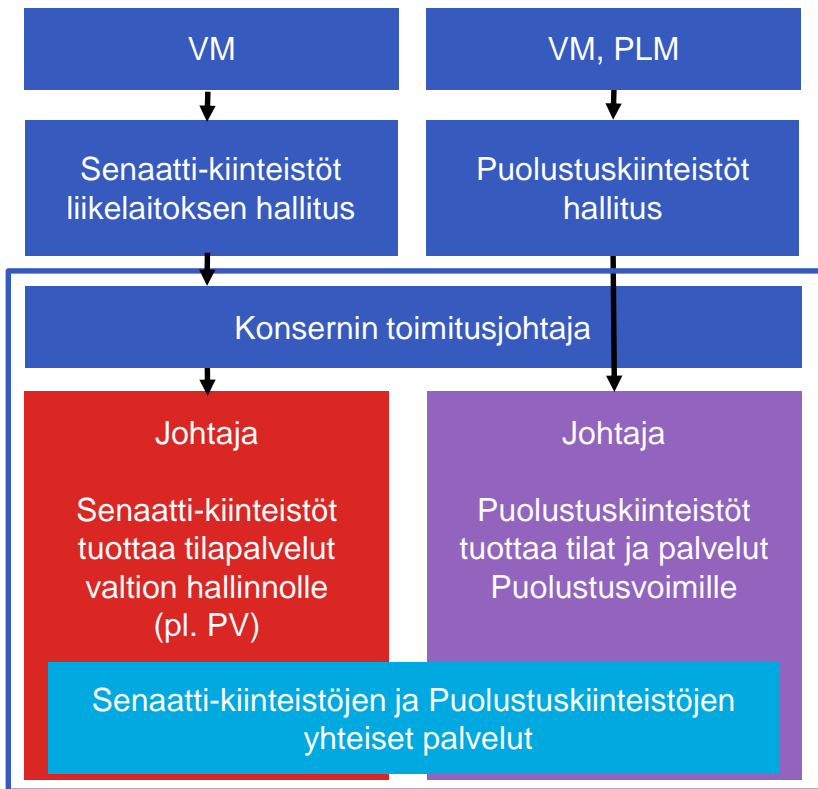 VM
VM, PLM
Senaatti-kiinteistöt
liikelaitoksen hallitus
Puolustuskiinteistöt
hallitus
Konsernin toimitusjohtaja
Johtaja
Senaatti-kiinteistöt
tuottaa tilapalvelut
valtion hallinnolle
(pl. PV)
Johtaja
Puolustuskiinteistöt
tuottaa tilat ja palvelut
Puolustusvoimille
Senaatti-kiinteistöjen ja Puolustuskiinteistöjen
yhteiset palvelut